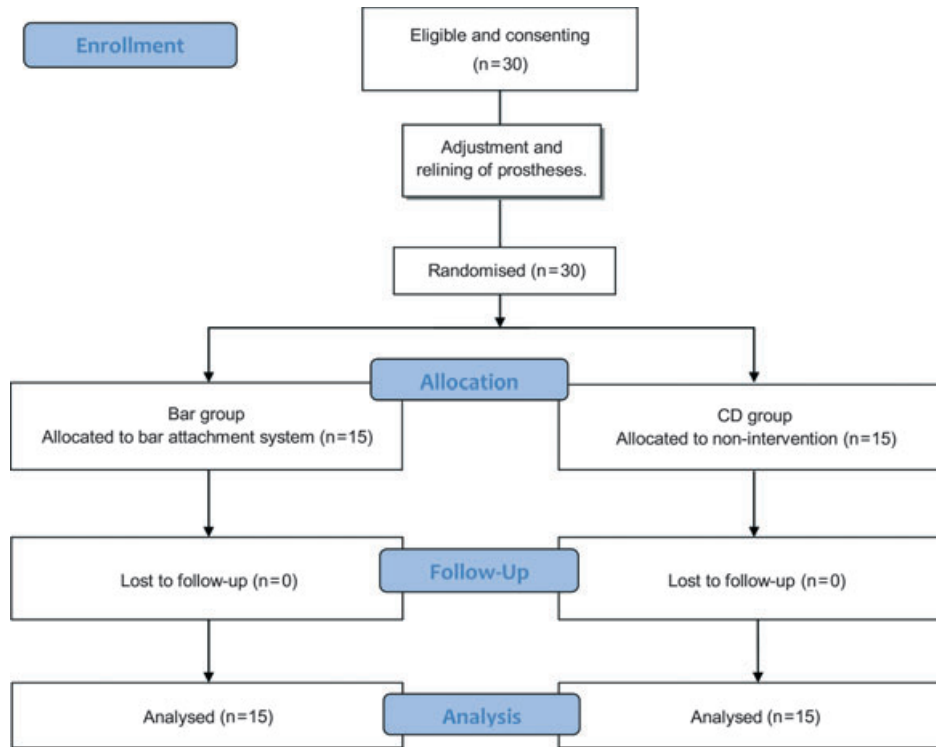 Enrollment
Eligible and consenting
(n=30)
Adjustment and
relining of prostheses.
Randomised (n=30)
Allocation
Bar group
Allocated to bar attachment system (n=15)
CD group
Allocated to non-intervention (n=15)
Follow-Up
Lost to follow-up (n=0)
Lost to follow-up (n=0)
Analysis
Analysed (n=15)
Analysed (n=15)